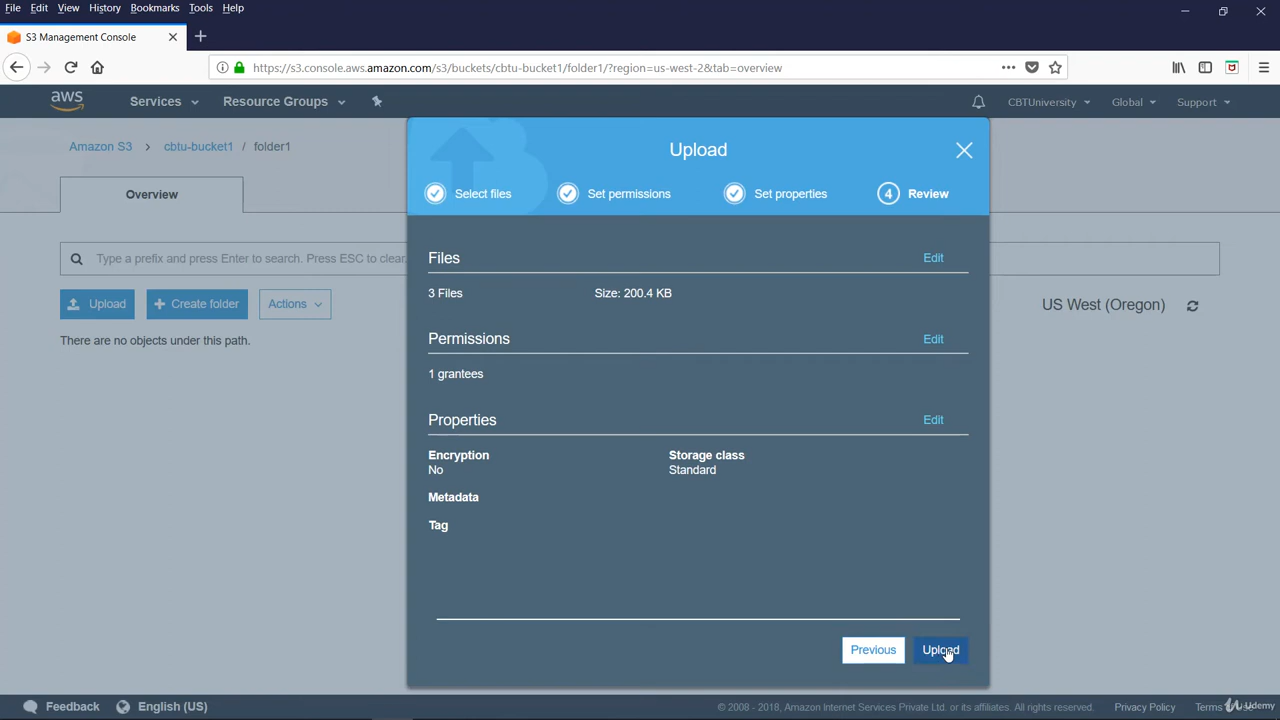 File Edit View History Bookmarks Tools Help
S3 Management Console
https://s3.console.aws.amazon.com/s3/buckets/cbtu-bucket1/folder1/?region=us-west-2&tab=overview
aws Services Resource Groups CBTUniversity Global Support
Amazon S3 > cbtu-bucket1 / folder1
Overview
Type a prefix and press Enter to search. Press ESC to clear.
Upload + Create folder Actions
US West (Oregon)
There are no objects under this path.
Upload
Select files Set permissions Set properties 4 Review
Files Edit
3 Files Size: 200.4 KB
Permissions Edit
1 grantees
Properties Edit
Encryption Storage class
No Standard
Metadata
Tag
Previous Upload
Feedback English (US) © 2008 - 2018, Amazon Internet Services Private Ltd. or its affiliates. All rights reserved. Privacy Policy Terms
Udemy